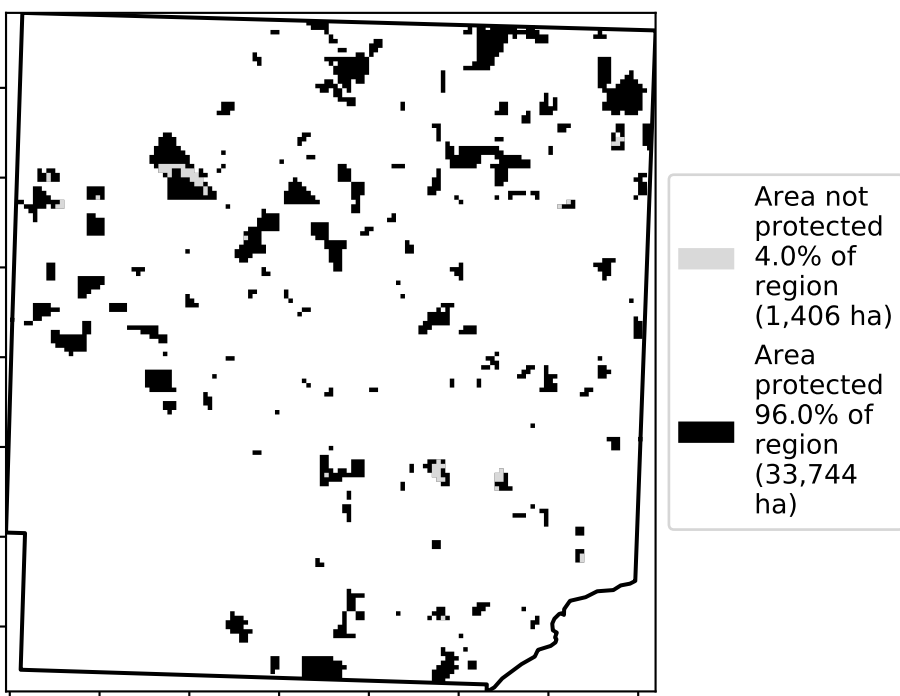 Area not
protected
4.0% of
region
(1,406 ha)
Area
protected
96.0% of
region
(33,744
ha)